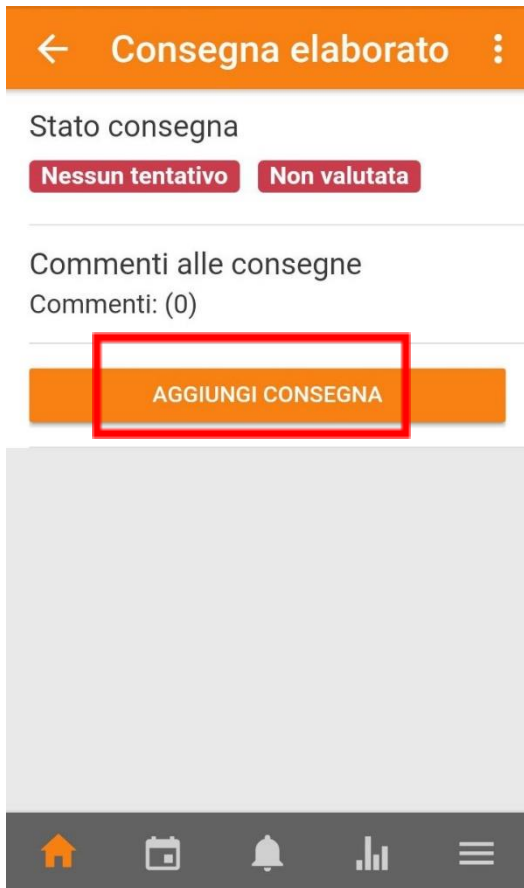 Consegna elaborato
Stato consegna
Nessun tentativo Non valutata
Commenti alle consegne
Commenti: (0)
AGGIUNGI CONSEGNA